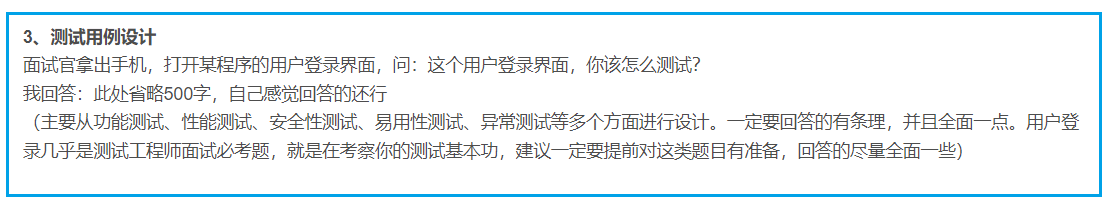 3、测试用例设计
面试官拿出手机，打开某程序的用户登录界面，问：这个用户登录界面，你该怎么测试？
我回答：此处省略500字，自己感觉回答的还行
（主要从功能测试、性能测试、安全性测试、易用性测试、异常测试等多个方面进行设计。一定要回答的有条理，并且全面一点。用户登
录几乎是测试工程师面试必考题，就是在考察你的测试基本功，建议一定要提前对这类题目有准备，回答的尽量全面一些）